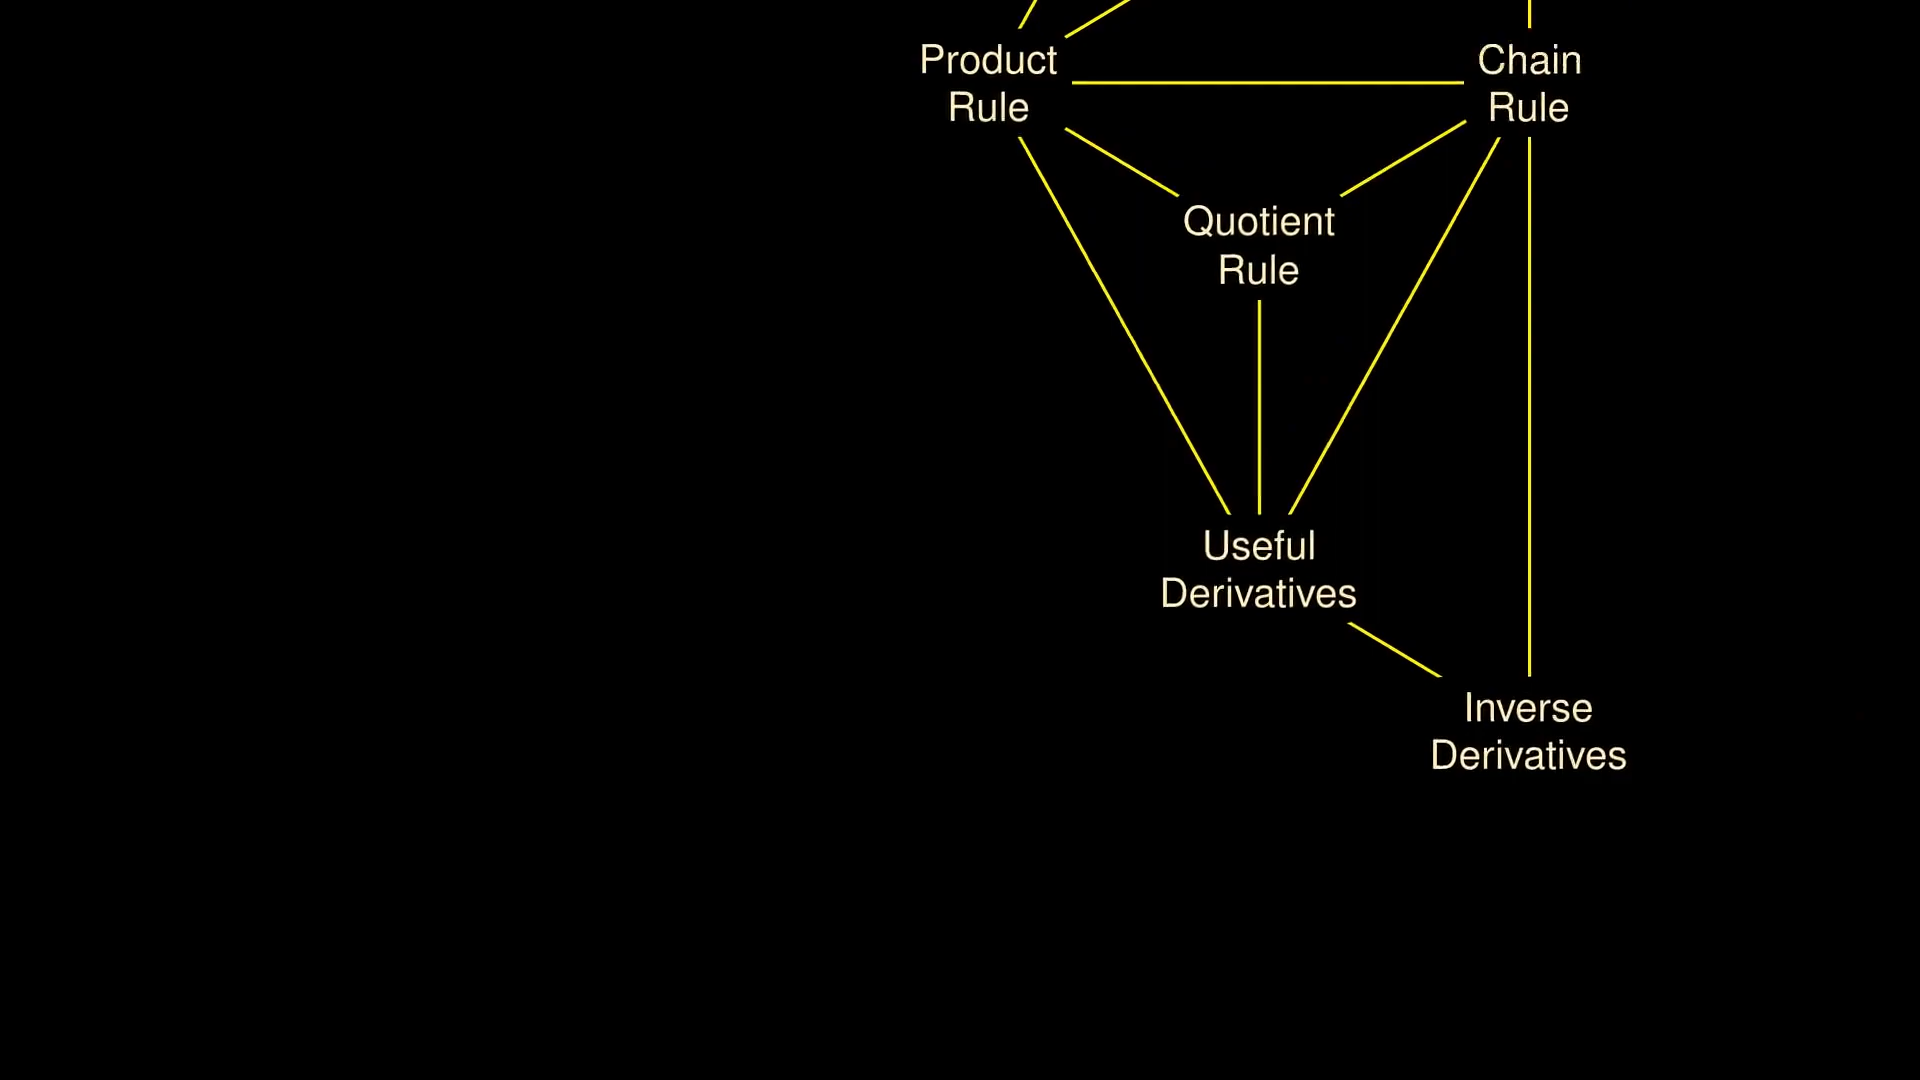 Product
Rule
Chain
Rule
Quotient
Rule
Useful
Derivatives
Inverse
Derivatives